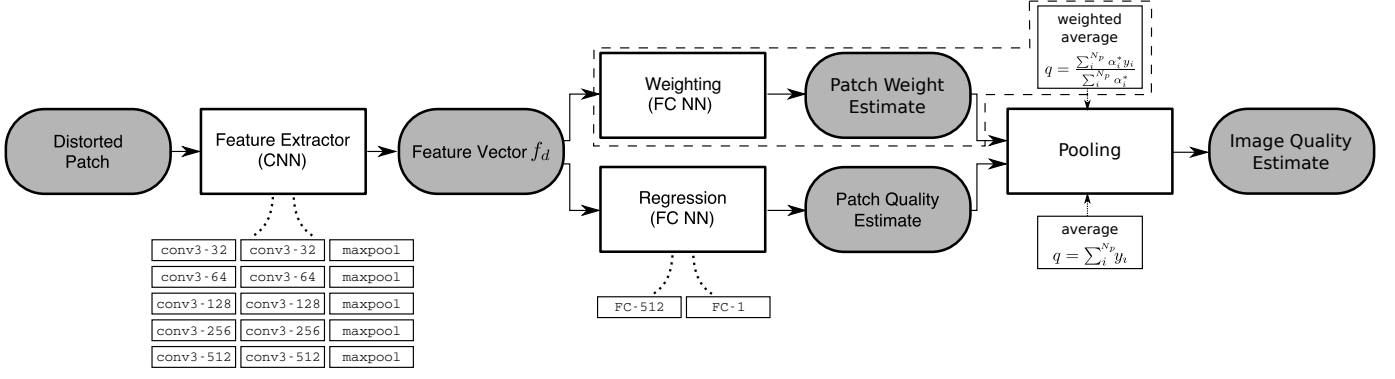 Distorted
Patch
Feature Extractor
(CNN)
conv3-32 conv3-32 maxpool
conv3-64 conv3-64 maxpool
conv3-128 conv3-128 maxpool
conv3-256 conv3-256 maxpool
conv3-512 conv3-512 maxpool
Feature Vector f_d
Weighting
(FC NN)
Patch Weight
Estimate
Regression
(FC NN)
FC-512 FC-1
Patch Quality
Estimate
weighted
average
q = \frac{\sum_i^{N_p} \alpha_i^* y_i}{\sum_i^{N_p} \alpha_i^*}
Pooling
average
q = \sum_i^{N_p} y_i
Image Quality
Estimate